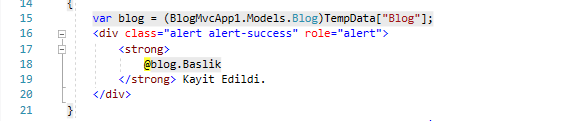 14 {
15 var blog = (BlogMvcApp1.Models.Blog)TempData["Blog"];
16 <div class="alert alert-success" role="alert">
17 <strong>
18 @blog.Baslik
19 </strong> Kayit Edildi.
20 </div>
21 }